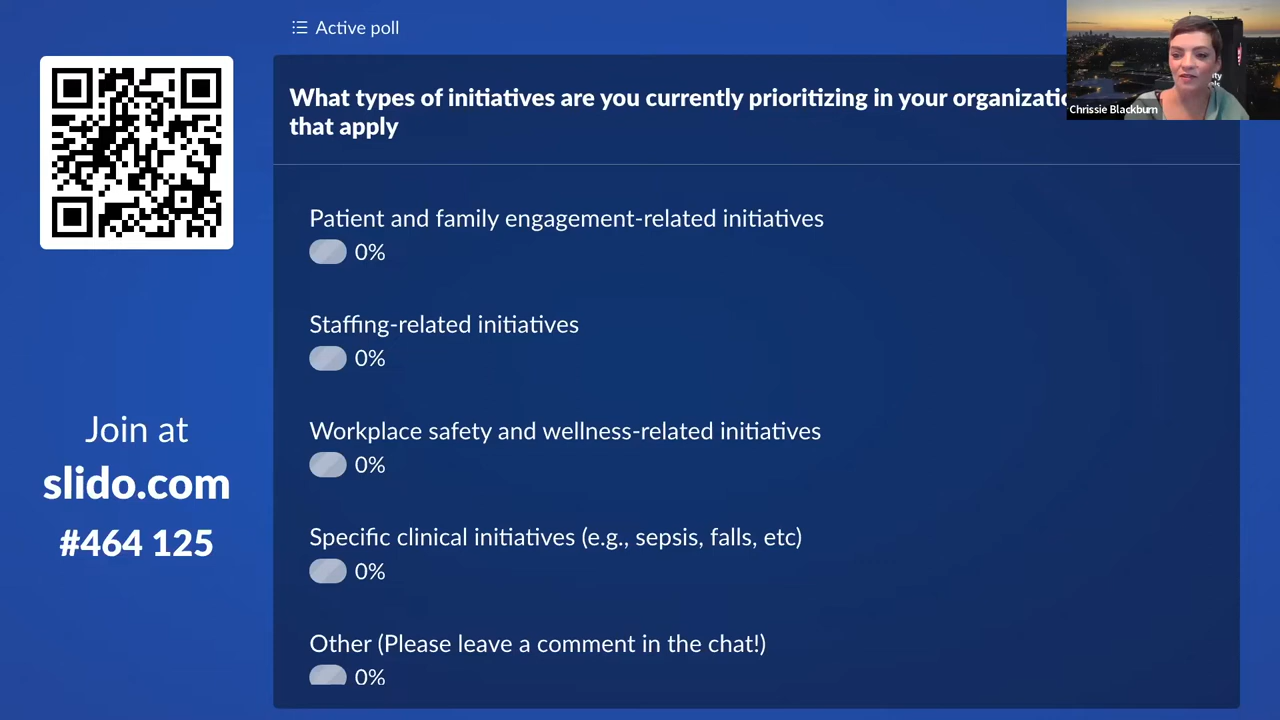 Active poll
What types of initiatives are you currently prioritizing in your
that apply
Patient and family engagement-related initiatives
0%
Staffing-related initiatives
0%
Workplace safety and wellness-related initiatives
0%
Specific clinical initiatives (e.g., sepsis, falls, etc)
0%
Other (Please leave a comment in the chat!)
0%
Join at
slido.com
#464 125
Chrissie Blackburn